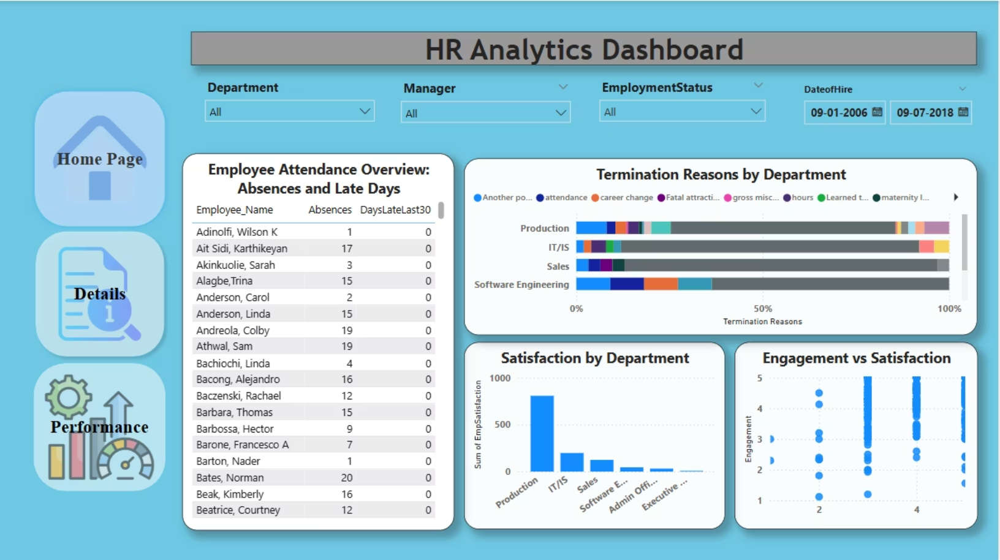 HR Analytics Dashboard
Department
Manager
EmploymentStatus
DateofHire
All
All
All
09-01-2006
09-07-2018
Home Page
Details
Performance
Employee Attendance Overview:
Absences and Late Days
Employee_Name Absences DaysLateLast30
Adinolfi, Wilson K 1 0
Ait Sidi, Karthikeyan 17 0
Akinkuolie, Sarah 3 0
Alagbe,Trina 15 0
Anderson, Carol 2 0
Anderson, Linda 15 0
Andreola, Colby 19 0
Athwal, Sam 19 0
Bachiochi, Linda 4 0
Bacong, Alejandro 16 0
Baczenski, Rachael 12 0
Barbara, Thomas 15 0
Barbossa, Hector 9 0
Barone, Francesco A 7 0
Barton, Nader 1 0
Bates, Norman 20 0
Beak, Kimberly 16 0
Beatrice, Courtney 12 0
Termination Reasons by Department
Another po... attendance career change Fatal attracti... gross misc... hours Learned t... maternity l...
Production
IT/IS
Sales
Software Engineering
0% 50% 100%
Termination Reasons
Satisfaction by Department
Sum of EmpSatisfaction
1000
500
0
Production
IT/IS
Sales
Software E...
Admin Offi...
Executive ...
Engagement vs Satisfaction
Engagement
5
4
3
2
1
2 4